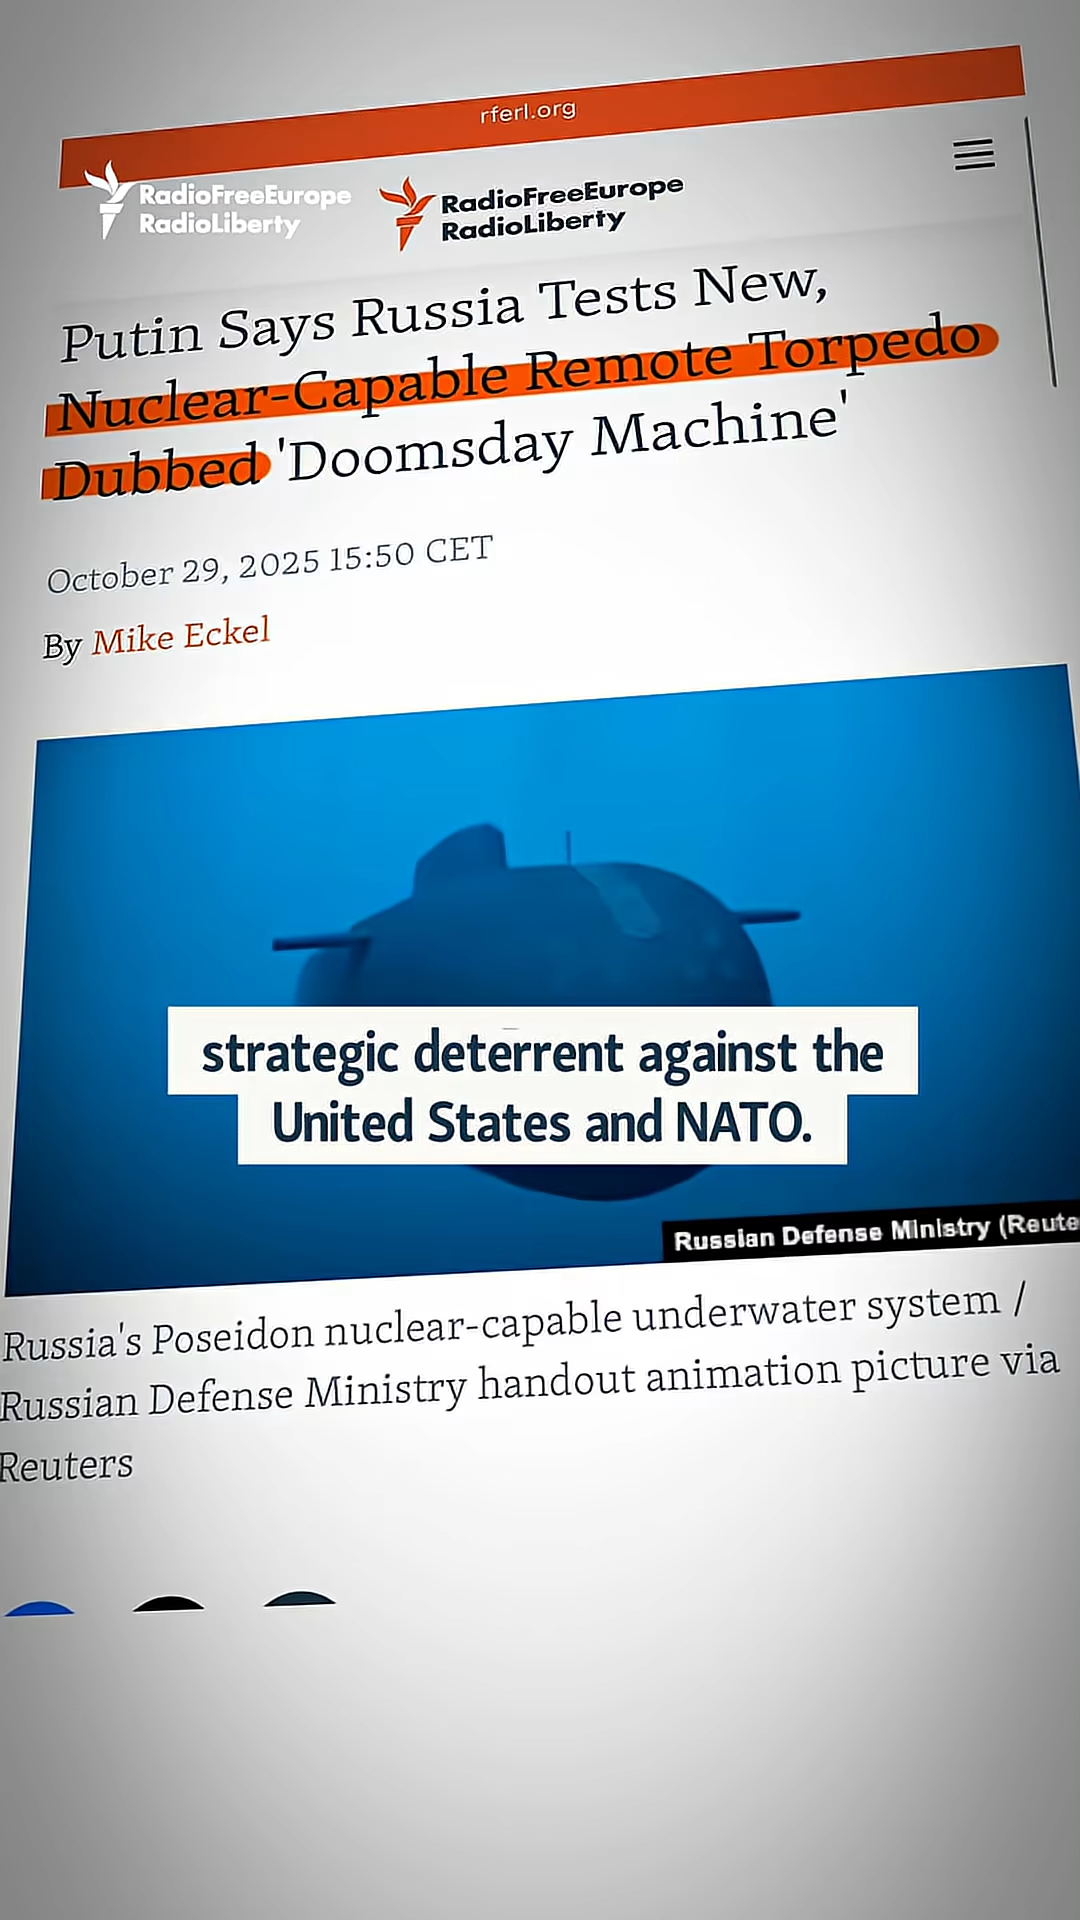 rferl.org
RadioFreeEurope
RadioLiberty
RadioFreeEurope
RadioLiberty
Putin Says Russia Tests New,
Nuclear-Capable Remote Torpedo
Dubbed 'Doomsday Machine'
October 29, 2025 15:50 CET
By Mike Eckel
strategic deterrent against the
United States and NATO.
Russian Defense Ministry (Reute
Russia's Poseidon nuclear-capable underwater system /
Russian Defense Ministry handout animation picture via
Reuters